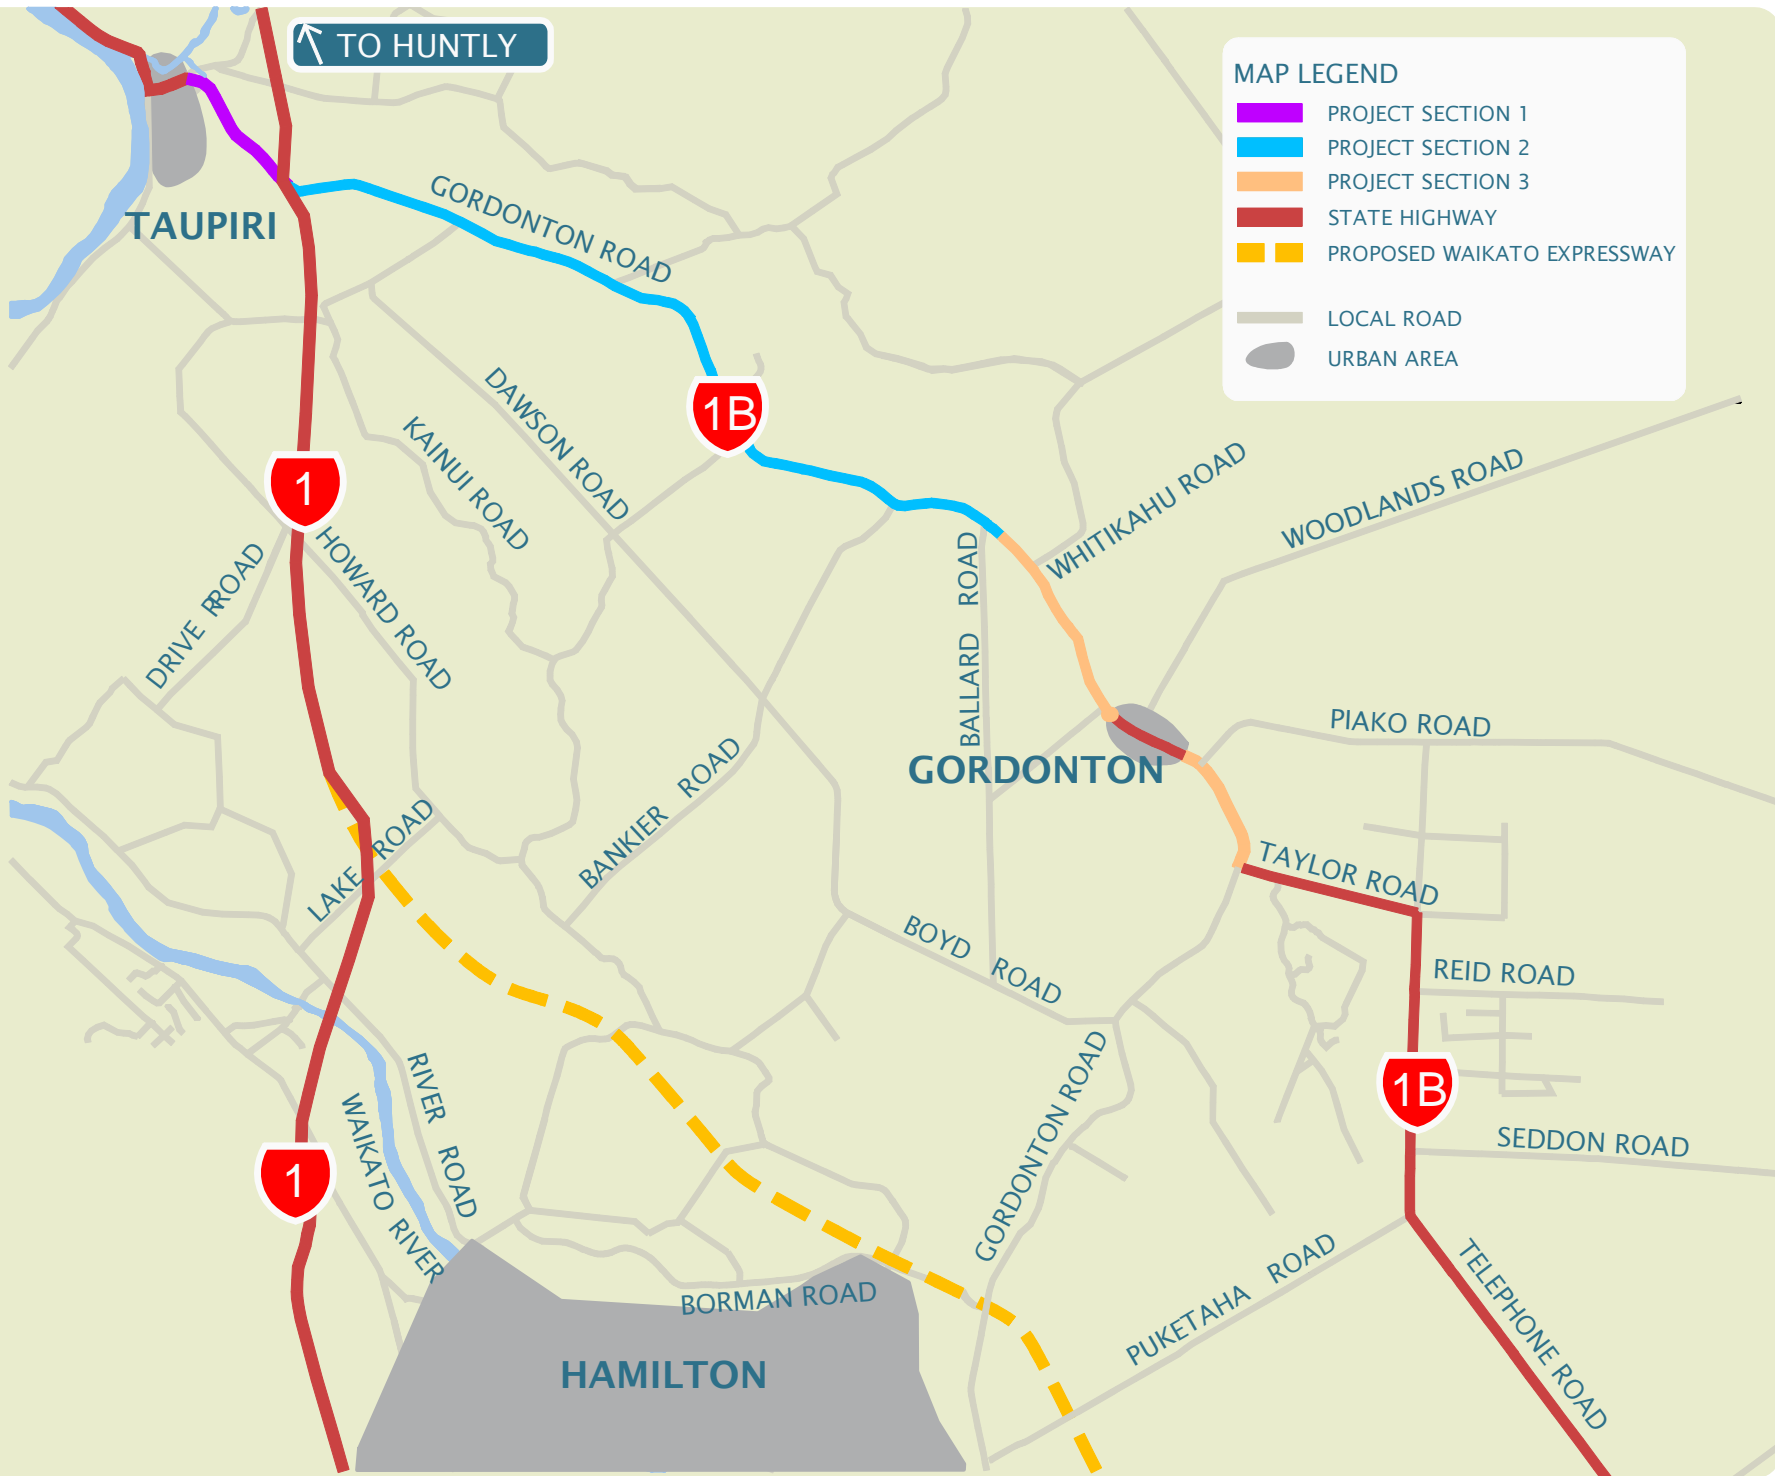 TO HUNTLY
MAP LEGEND
PROJECT SECTION 1
PROJECT SECTION 2
PROJECT SECTION 3
STATE HIGHWAY
PROPOSED WAIKATO EXPRESSWAY
LOCAL ROAD
URBAN AREA
TAUPIRI
GORDONTON ROAD
1B
DAWSON ROAD
KAINUI ROAD
1
HOWARD ROAD
DRIVE RROAD
WHITIKAHU ROAD
WOODLANDS ROAD
BALLARD ROAD
GORDONTON
PIAKO ROAD
BANKIER ROAD
LAKE ROAD
TAYLOR ROAD
BOYD ROAD
REID ROAD
RIVER ROAD
WAIKATO RIVER
GORDONTON ROAD
1B
SEDDON ROAD
1
PUKETAHA ROAD
TELEPHONE ROAD
BORMAN ROAD
HAMILTON